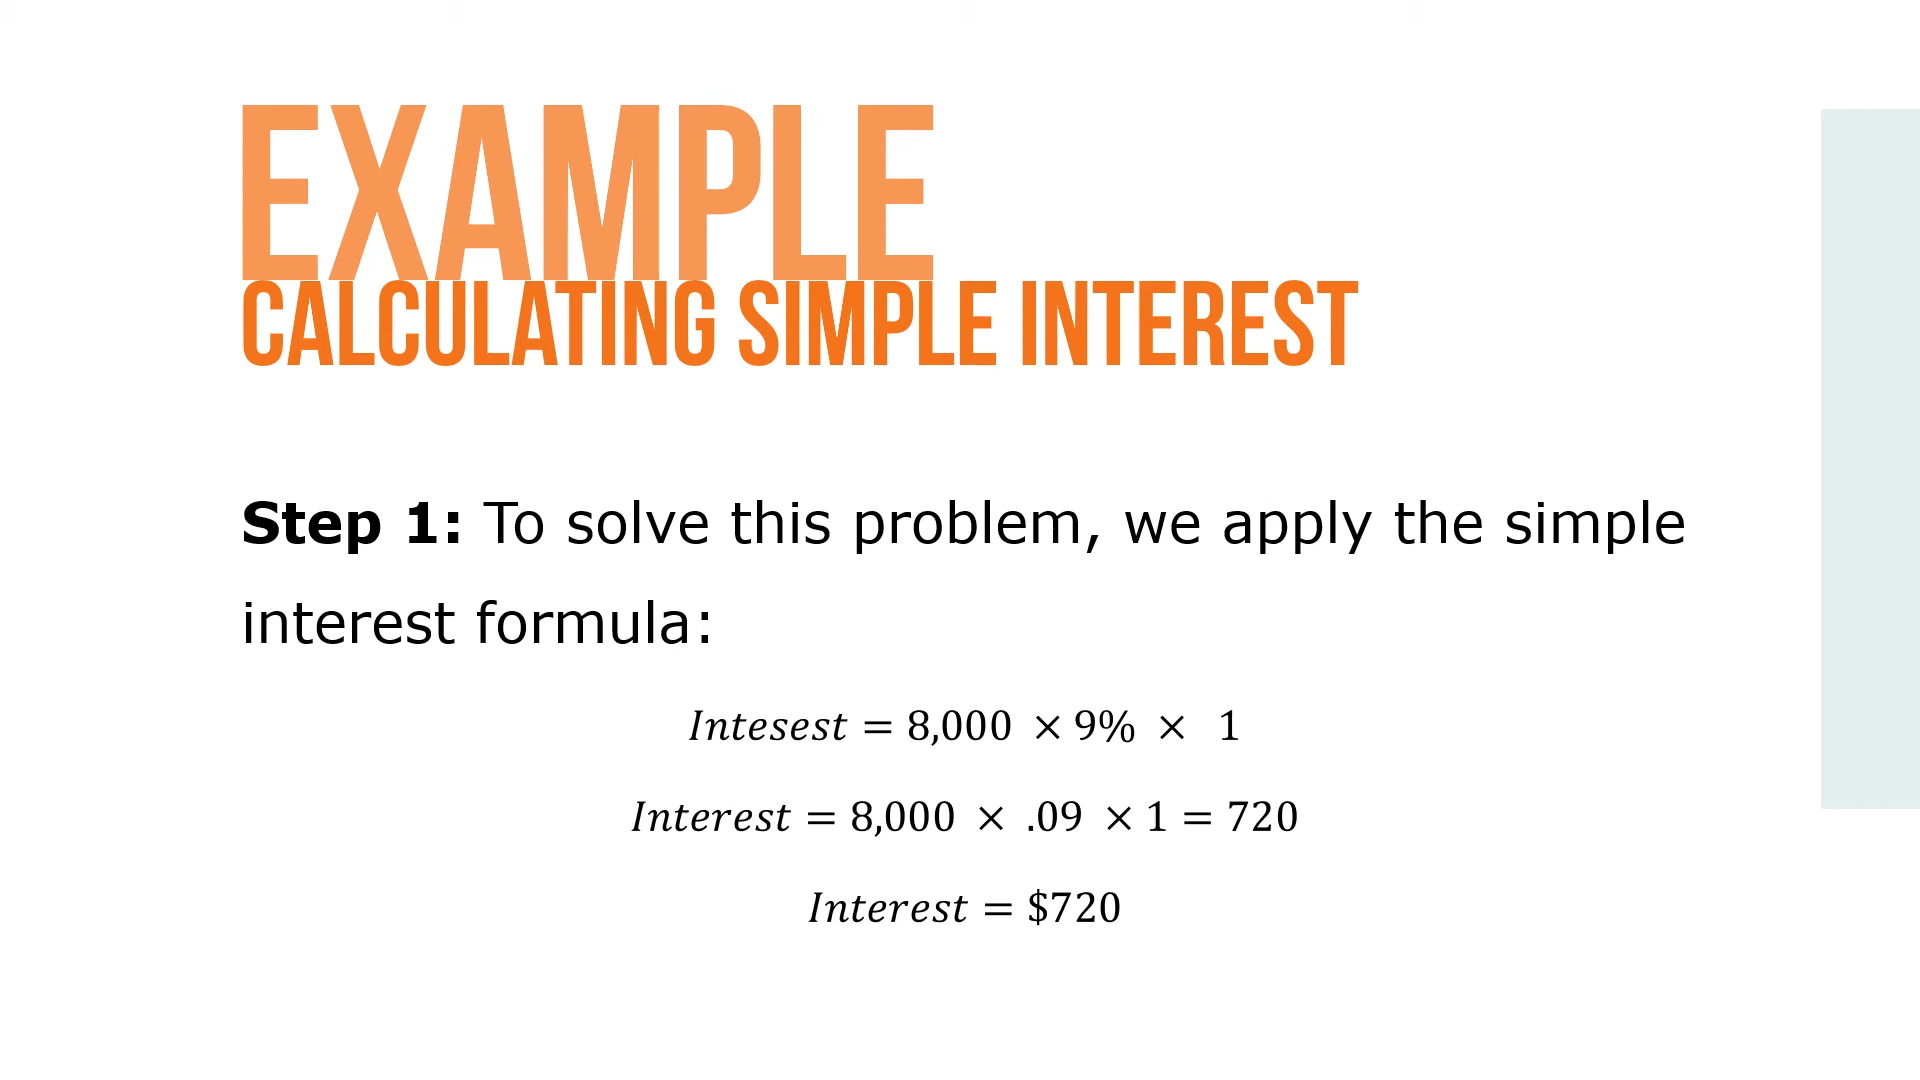 EXAMPLE
CALCULATING SIMPLE INTEREST
Step 1: To solve this problem, we apply the simple
interest formula:
Intesest = 8,000 × 9% × 1
Interest = 8,000 × .09 × 1 = 720
Interest = $720